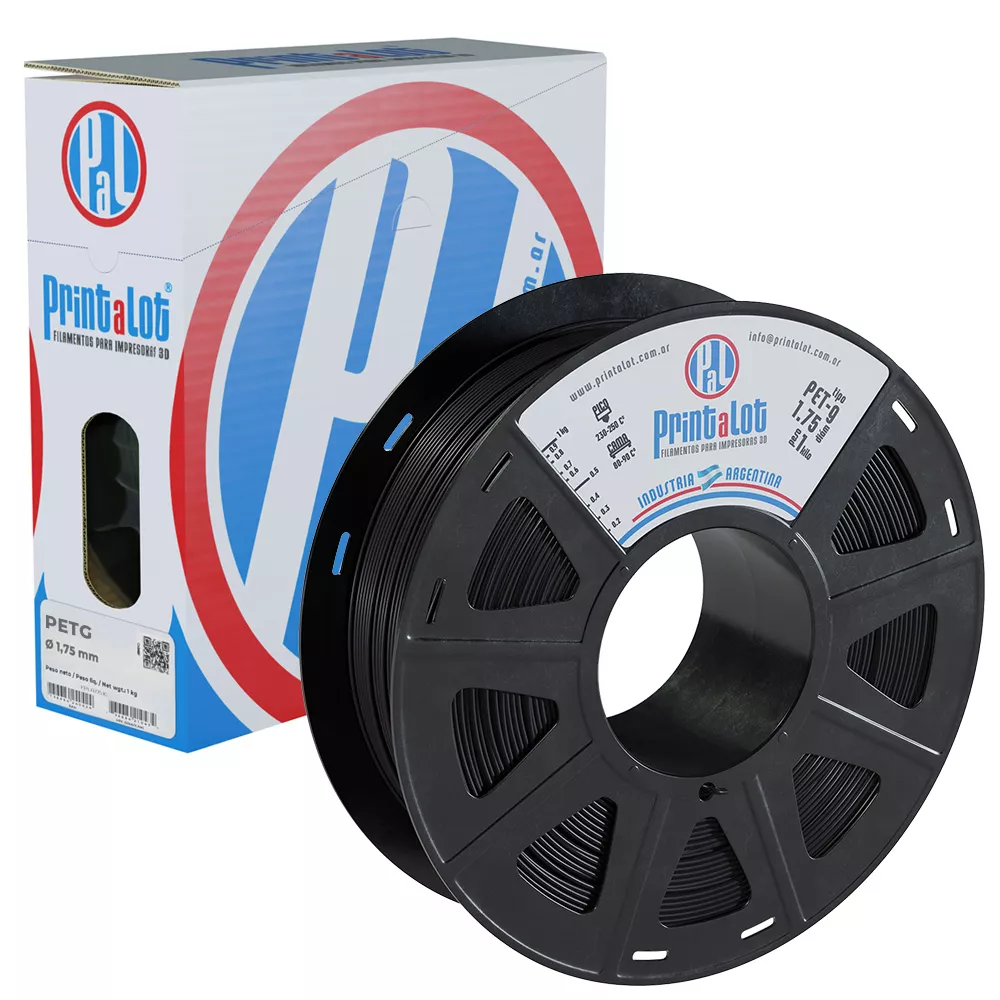 PaL
PrintaLot®
FILAMENTOS PARA IMPRESORAS 3D
m.ar
PETG
Ø 1,75 mm
Peso neto / Peso líq. / Net wgt.: 1 kg
www.printalot.com.ar
PaL
info@printalot.com.ar
PICO
230-250 C°
CAMA
80-90 C°
PrintaLot
FILAMENTOS PARA IMPRESORAS 3D
INDUSTRIA ARGENTINA
tipo
PET-g
1.75 diám
peso 1 kilo
1 kg
0.9
0.8
0.7
0.6
0.5
0.4
0.3
0.2